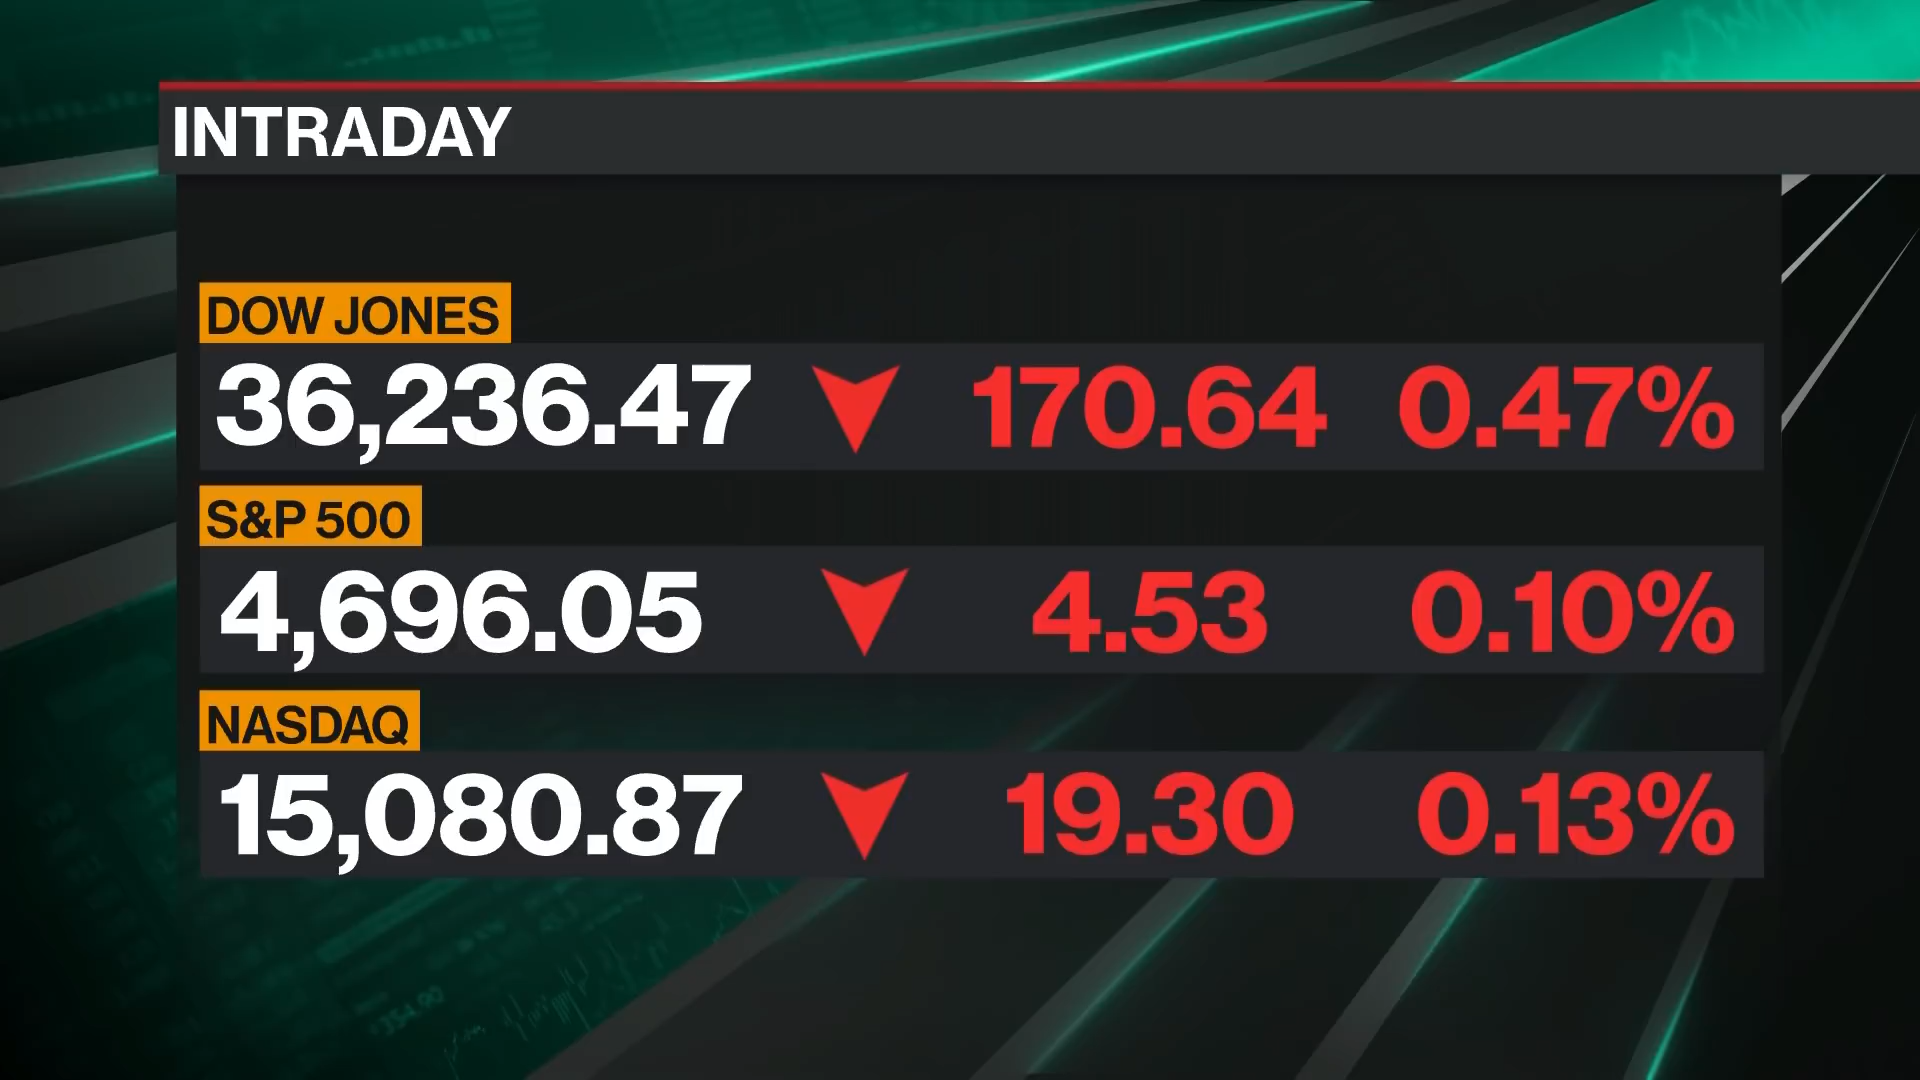 INTRADAY
DOW JONES
36,236.47 170.64 0.47%
S&P 500
4,696.05 4.53 0.10%
NASDAQ
15,080.87 19.30 0.13%